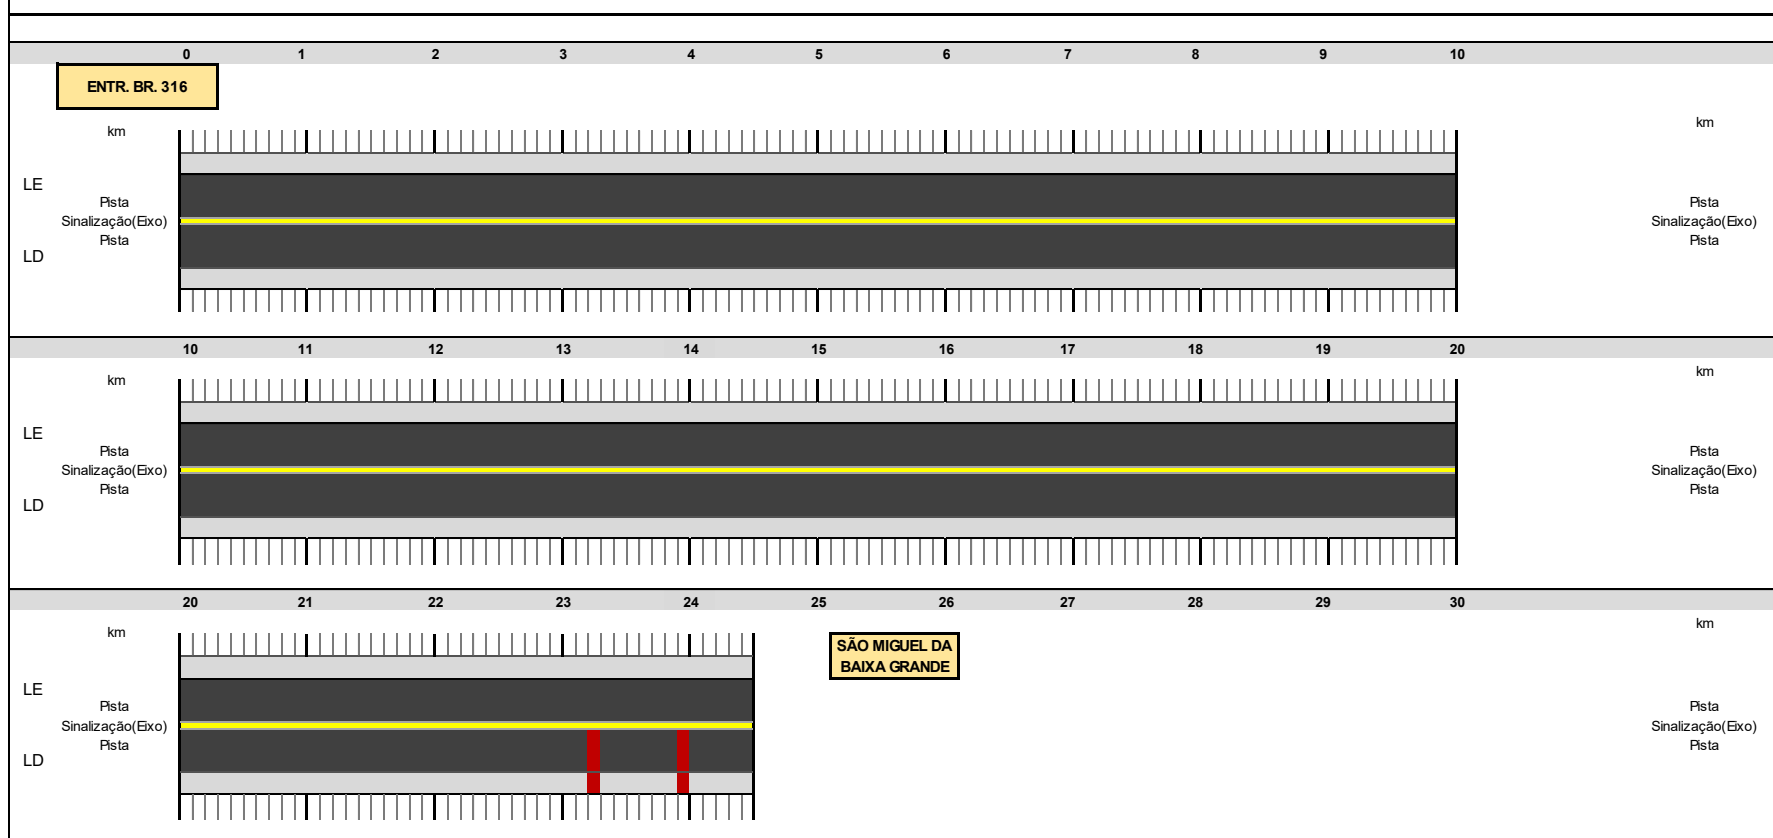 0 1 2 3 4 5 6 7 8 9 10
ENTR. BR. 316
km km
LE
Pista Pista
Sinalização(Eixo) Sinalização(Eixo)
Pista Pista
LD
10 11 12 13 14 15 16 17 18 19 20
km km
LE
Pista Pista
Sinalização(Eixo) Sinalização(Eixo)
Pista Pista
LD
20 21 22 23 24 25 26 27 28 29 30
km km
SÃO MIGUEL DA
BAIXA GRANDE
LE
Pista Pista
Sinalização(Eixo) Sinalização(Eixo)
Pista Pista
LD